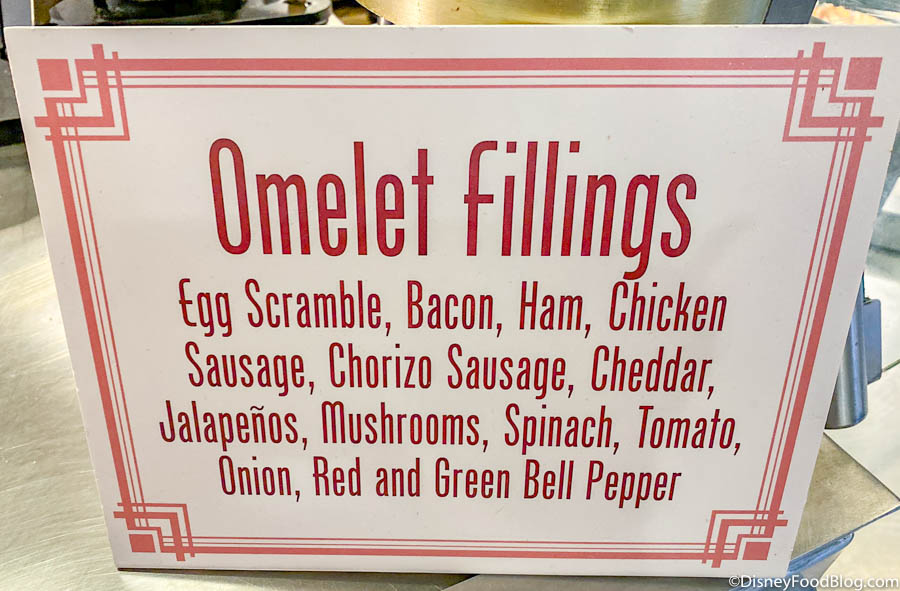 Omelet Fillings
Egg Scramble, Bacon, Ham, Chicken
Sausage, Chorizo Sausage, Cheddar,
Jalapeños, Mushrooms, Spinach, Tomato,
Onion, Red and Green Bell Pepper
©DisneyFoodBlog.com